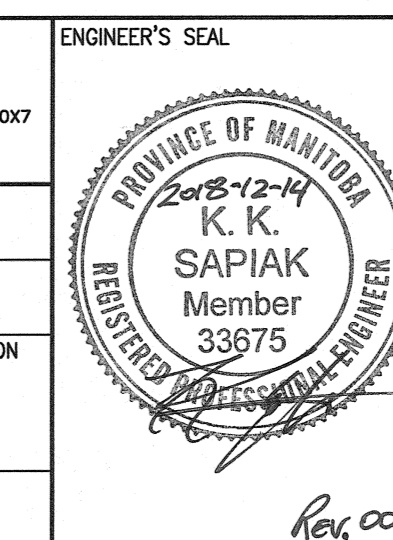 ENGINEER'S SEAL
0X7
PROVINCE OF MANITOBA
2018-12-14
K. K.
SAPIAK
Member
33675
REGISTERED PROFESSIONAL ENGINEER
ON
Rev. 00